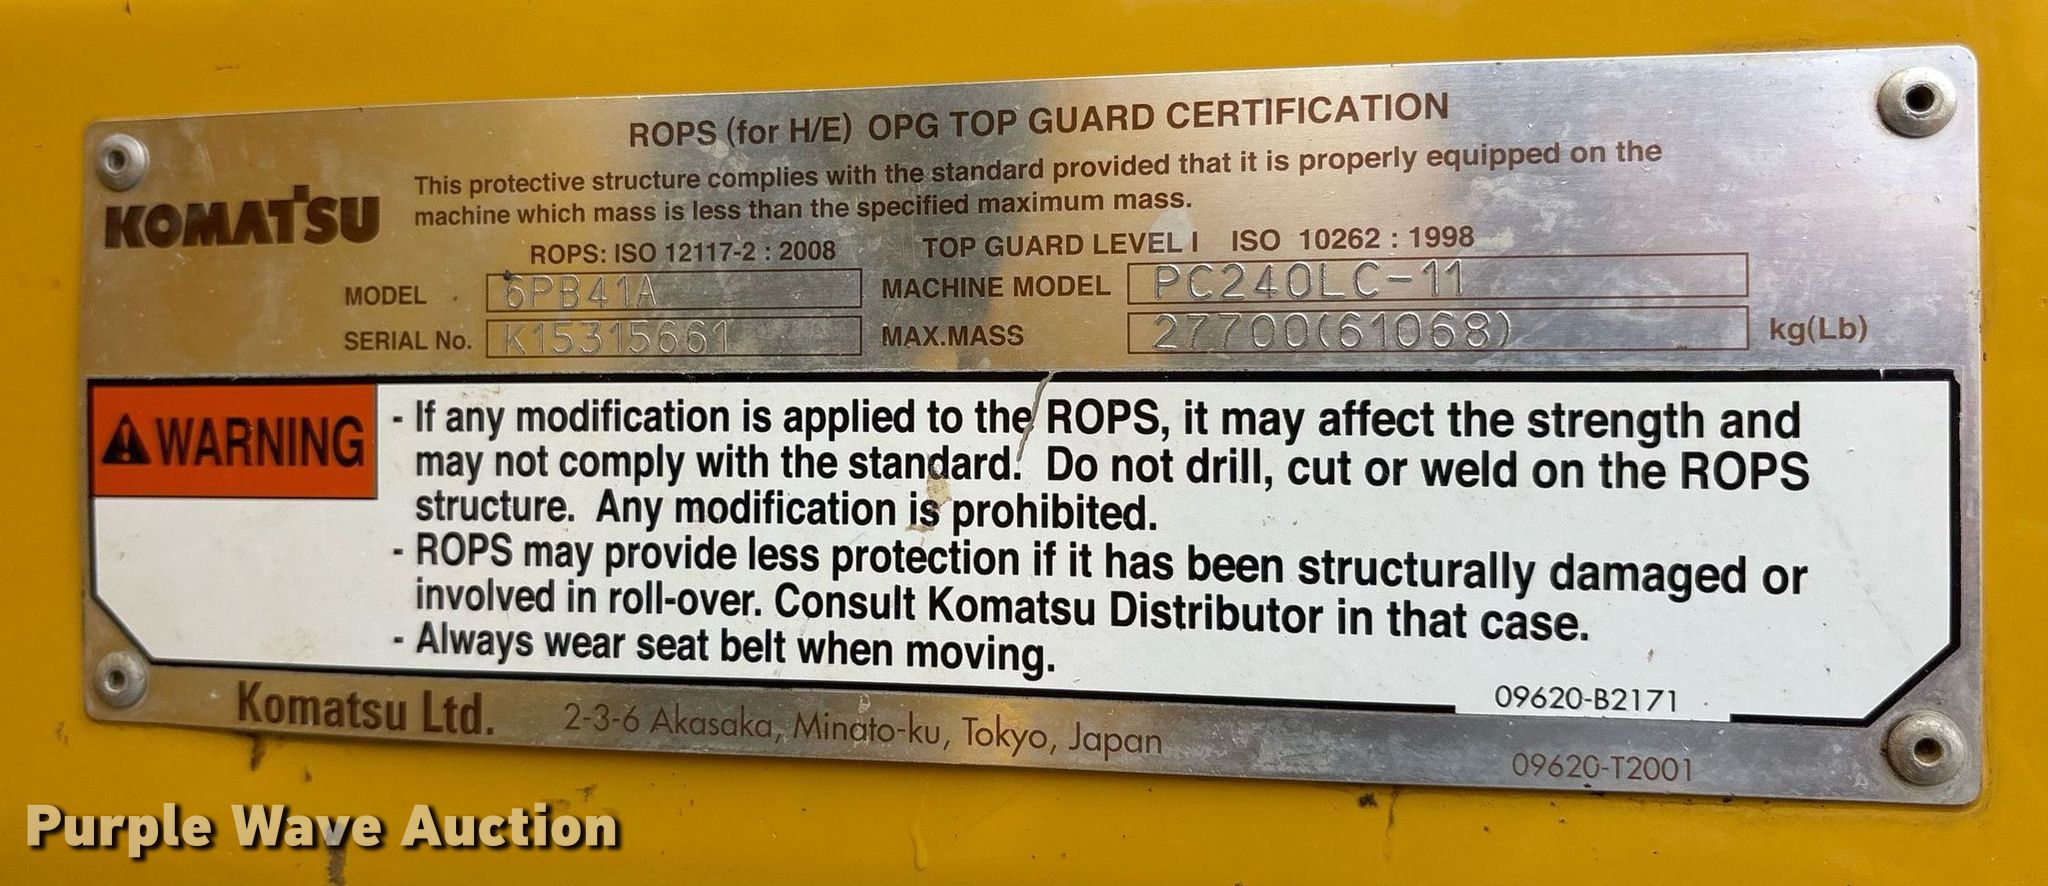 ROPS (for H/E) OPG TOP GUARD CERTIFICATION
KOMATSU
This protective structure complies with the standard provided that it is properly equipped on the
machine which mass is less than the specified maximum mass.
ROPS: ISO 12117-2 : 2008 TOP GUARD LEVEL I ISO 10262 : 1998
MODEL 6PB41A MACHINE MODEL PC240LC-11
SERIAL No. K15315661 MAX.MASS 27700(61068) kg(Lb)
WARNING
- If any modification is applied to the ROPS, it may affect the strength and
may not comply with the standard. Do not drill, cut or weld on the ROPS
structure. Any modification is prohibited.
- ROPS may provide less protection if it has been structurally damaged or
involved in roll-over. Consult Komatsu Distributor in that case.
- Always wear seat belt when moving.
09620-B2171
Komatsu Ltd. 2-3-6 Akasaka, Minato-ku, Tokyo, Japan
09620-T2001
Purple Wave Auction